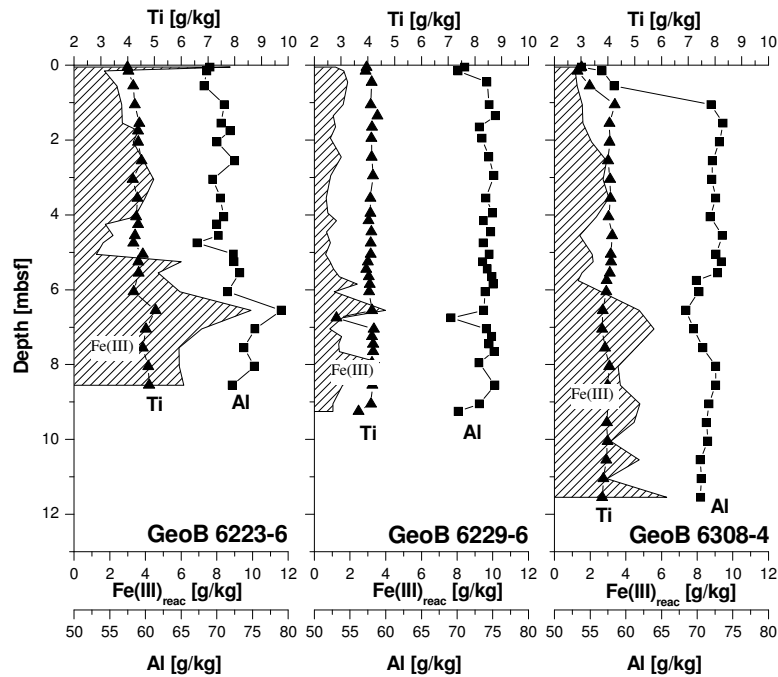 Ti [g/kg] Ti [g/kg] Ti [g/kg]
2 3 4 5 6 7 8 9 10 2 3 4 5 6 7 8 9 10 2 3 4 5 6 7 8 9 10
0
2
4
6
8
10
12
Depth [mbsf]
Fe(III)
Ti
Al
GeoB 6223-6
Fe(III)
Ti
Al
GeoB 6229-6
Fe(III)
Ti
Al
GeoB 6308-4
0 2 4 6 8 10 12 0 2 4 6 8 10 12 0 2 4 6 8 10 12
Fe(III)reac [g/kg] Fe(III)reac [g/kg] Fe(III)reac [g/kg]
50 55 60 65 70 75 80 50 55 60 65 70 75 80 50 55 60 65 70 75 80
Al [g/kg] Al [g/kg] Al [g/kg]